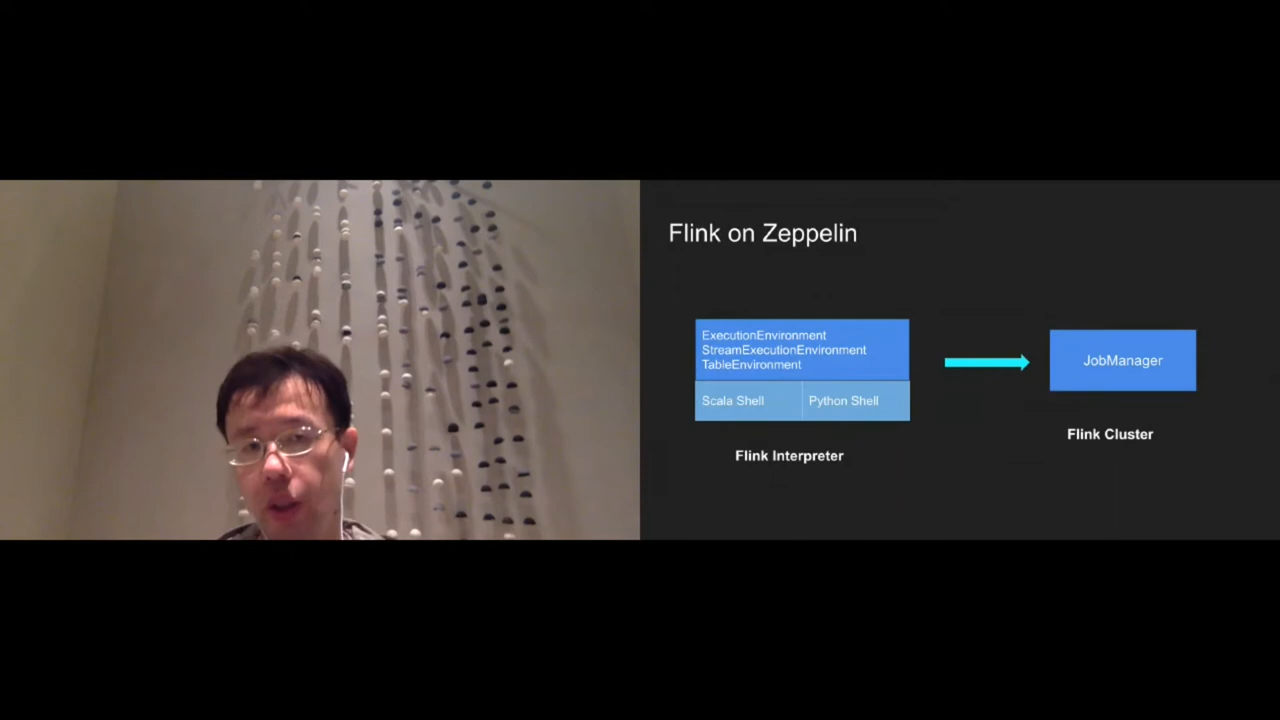 Flink on Zeppelin
ExecutionEnvironment
StreamExecutionEnvironment
TableEnvironment
Scala Shell
Python Shell
Flink Interpreter
JobManager
Flink Cluster